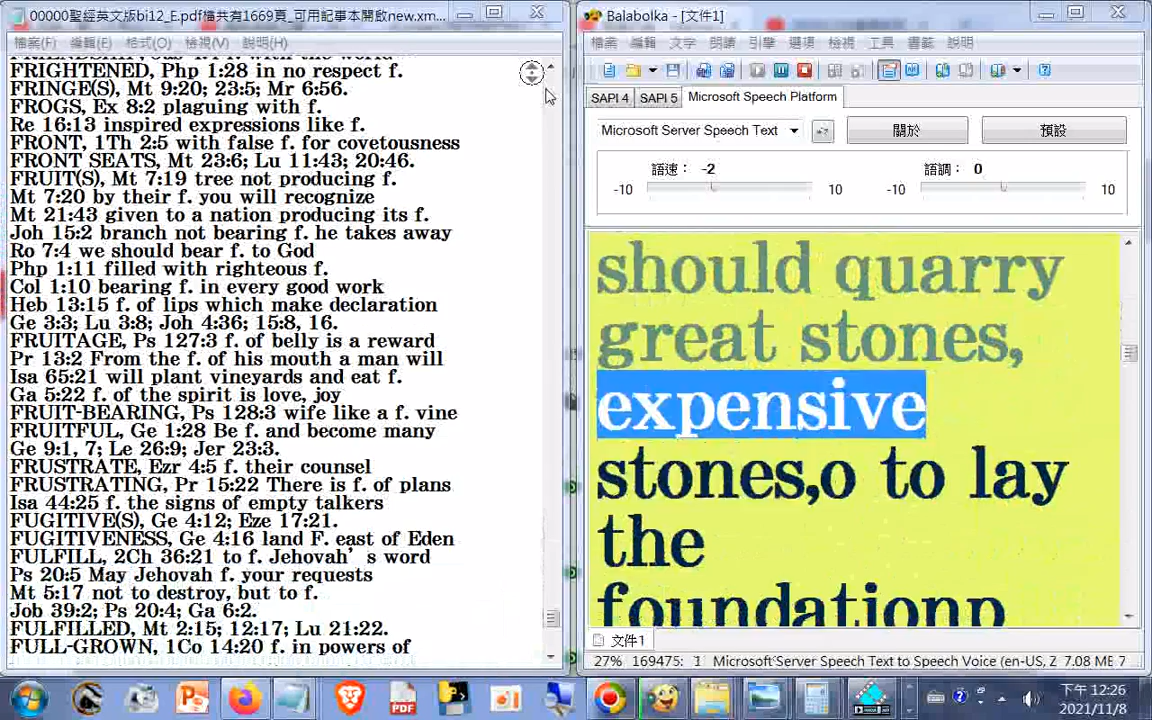 00000聖經英文版bi12_E.pdf檔共有1669頁_可用記事本開啟new.xm...
檔案(F) 編輯(E) 格式(O) 檢視(V) 說明(H)
FRIGHTENED, Php 1:28 in no respect f.
FRINGE(S), Mt 9:20; 23:5; Mr 6:56.
FROGS, Ex 8:2 plaguing with f.
Re 16:13 inspired expressions like f.
FRONT, 1Th 2:5 with false f. for covetousness
FRONT SEATS, Mt 23:6; Lu 11:43; 20:46.
FRUIT(S), Mt 7:19 tree not producing f.
Mt 7:20 by their f. you will recognize
Mt 21:43 given to a nation producing its f.
Joh 15:2 branch not bearing f. he takes away
Ro 7:4 we should bear f. to God
Php 1:11 filled with righteous f.
Col 1:10 bearing f. in every good work
Heb 13:15 f. of lips which make declaration
Ge 3:3; Lu 3:8; Joh 4:36; 15:8, 16.
FRUITAGE, Ps 127:3 f. of belly is a reward
Pr 13:2 From the f. of his mouth a man will
Isa 65:21 will plant vineyards and eat f.
Ga 5:22 f. of the spirit is love, joy
FRUIT-BEARING, Ps 128:3 wife like a f. vine
FRUITFUL, Ge 1:28 Be f. and become many
Ge 9:1, 7; Le 26:9; Jer 23:3.
FRUSTRATE, Ezr 4:5 f. their counsel
FRUSTRATING, Pr 15:22 There is f. of plans
Isa 44:25 f. the signs of empty talkers
FUGITIVE(S), Ge 4:12; Eze 17:21.
FUGITIVENESS, Ge 4:16 land F. east of Eden
FULFILL, 2Ch 36:21 to f. Jehovah’s word
Ps 20:5 May Jehovah f. your requests
Mt 5:17 not to destroy, but to f.
Job 39:2; Ps 20:4; Ga 6:2.
FULFILLED, Mt 2:15; 12:17; Lu 21:22.
FULL-GROWN, 1Co 14:20 f. in powers of
Balabolka - [文件1]
檔案 編輯 文字 朗讀 引擎 選項 檢視 工具 書籤 說明
SAPI 4 SAPI 5 Microsoft Speech Platform
Microsoft Server Speech Text 關於 預設
語速: -2 語調: 0
-10 10 -10 10
should quarry
great stones,
expensive
stones,o to lay
the
foundationp
文件1
27% 169475: 1 Microsoft Server Speech Text to Speech Voice (en-US, Z 7.08 ME 7
PDF
下午 12:26
2021/11/8